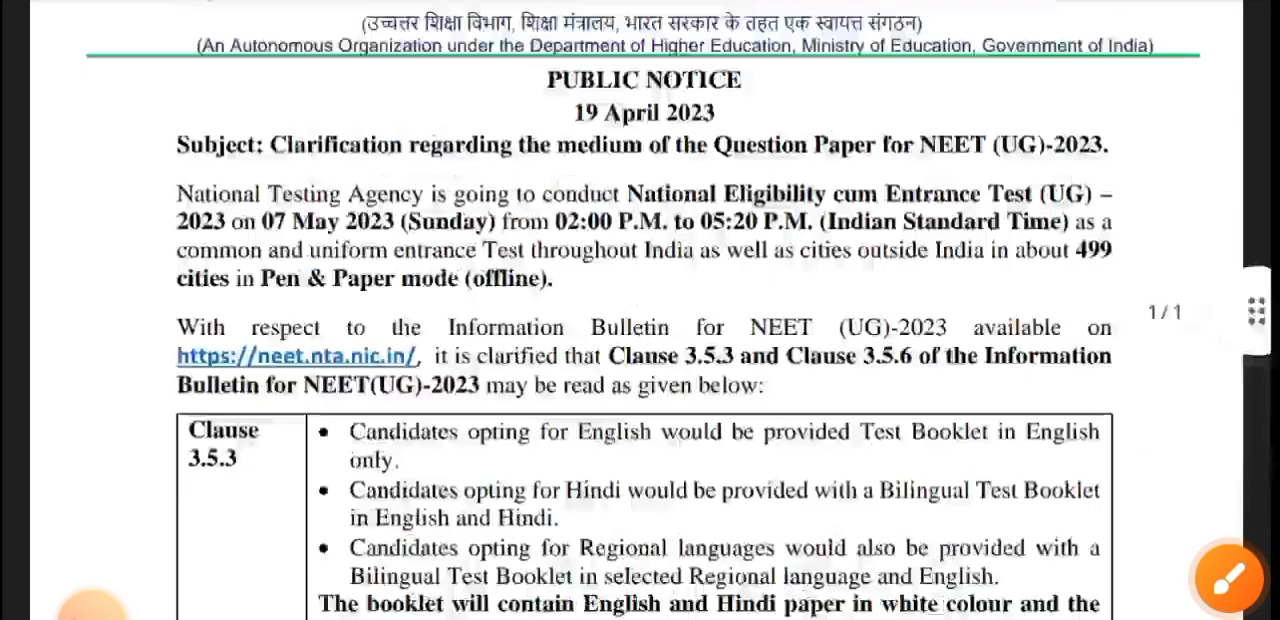 (उच्चत्तर शिक्षा विभाग, शिक्षा मंत्रालय, भारत सरकार के तहत एक स्वायत्त संगठन)
(An Autonomous Organization under the Department of Higher Education, Ministry of Education, Government of India)
PUBLIC NOTICE
19 April 2023
Subject: Clarification regarding the medium of the Question Paper for NEET (UG)-2023.
National Testing Agency is going to conduct National Eligibility cum Entrance Test (UG) –
2023 on 07 May 2023 (Sunday) from 02:00 P.M. to 05:20 P.M. (Indian Standard Time) as a
common and uniform entrance Test throughout India as well as cities outside India in about 499
cities in Pen & Paper mode (offline).
With respect to the Information Bulletin for NEET (UG)-2023 available on
https://neet.nta.nic.in/, it is clarified that Clause 3.5.3 and Clause 3.5.6 of the Information
Bulletin for NEET(UG)-2023 may be read as given below:
1/1
Clause
3.5.3
• Candidates opting for English would be provided Test Booklet in English
only.
• Candidates opting for Hindi would be provided with a Bilingual Test Booklet
in English and Hindi.
• Candidates opting for Regional languages would also be provided with a
Bilingual Test Booklet in selected Regional language and English.
The booklet will contain English and Hindi paper in white colour and the